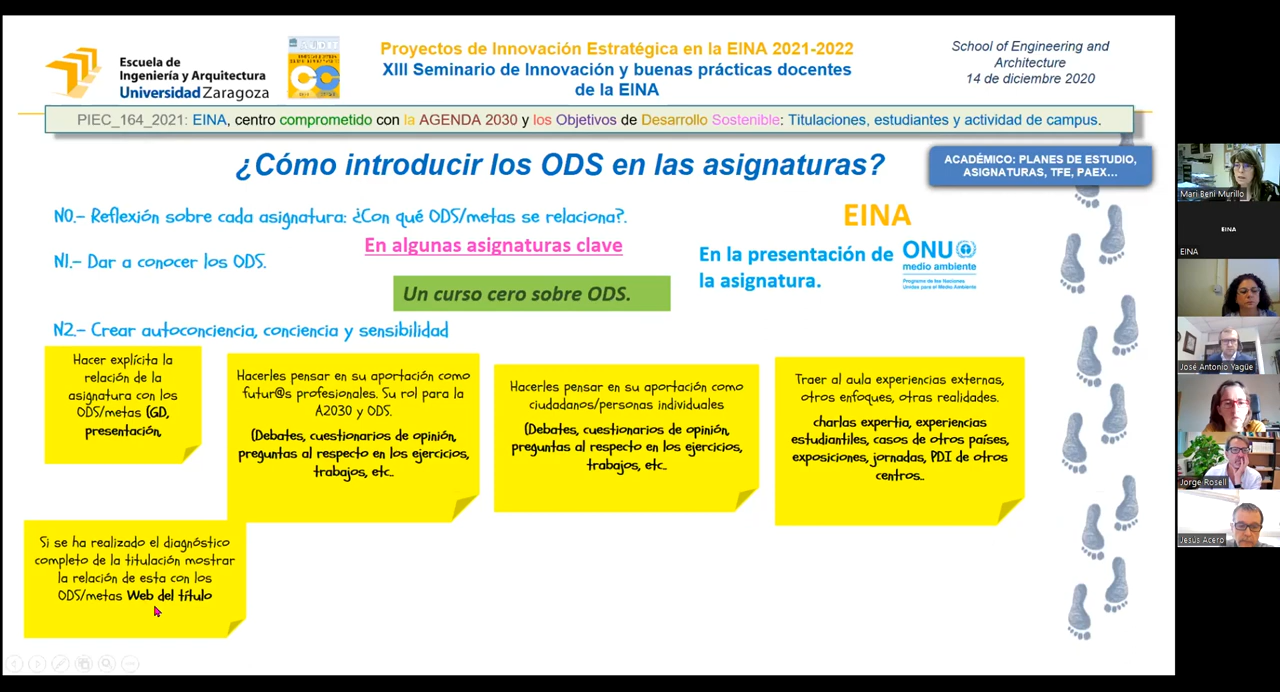 Escuela de
Ingeniería y Arquitectura
Universidad Zaragoza
Proyectos de Innovación Estratégica en la EINA 2021-2022
XIII Seminario de Innovación y buenas prácticas docentes
de la EINA
School of Engineering and
Architecture
14 de diciembre 2020
PIEC_164_2021: EINA, centro comprometido con la AGENDA 2030 y los Objetivos de Desarrollo Sostenible: Titulaciones, estudiantes y actividad de campus.
¿Cómo introducir los ODS en las asignaturas?
ACADÉMICO: PLANES DE ESTUDIO,
ASIGNATURAS, TFE, PAEX...
N0.- Reflexión sobre cada asignatura: ¿Con qué ODS/metas se relaciona?.
EINA
En algunas asignaturas clave
N1.- Dar a conocer los ODS.
En la presentación de
la asignatura.
ONU
medio ambiente
Programa de las Naciones
Unidas para el Medio Ambiente
Un curso cero sobre ODS.
N2.- Crear autoconciencia, conciencia y sensibilidad
Hacer explícita la
relación de la
asignatura con los
ODS/metas (GD,
presentación,
Hacerles pensar en su aportación como
futur@s profesionales. Su rol para la
A2030 y ODS.
(Debates, cuestionarios de opinión,
preguntas al respecto en los ejercicios,
trabajos, etc..
Hacerles pensar en su aportación como
ciudadanos/personas individuales
(Debates, cuestionarios de opinión,
preguntas al respecto en los ejercicios,
trabajos, etc..
Traer al aula experiencias externas,
otros enfoques, otras realidades.
charlas expertia, experiencias
estudiantiles, casos de otros países,
exposiciones, jornadas, PDI de otros
centros..
Si se ha realizado el diagnóstico
completo de la titulación mostrar
la relación de esta con los
ODS/metas Web del título
Mari Beni Murillo
EINA
EINA
José Antonio Yagüe
Jorge Rosell
Jesús Acero